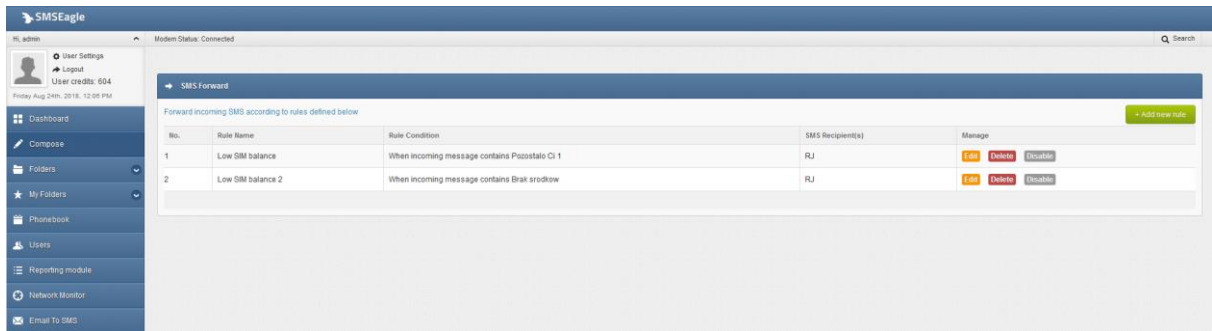 SMSEagle
Hi, admin
Modem Status: Connected
Search
User Settings
Logout
User credits: 604
Friday Aug 24th, 2018, 12:06 PM
Dashboard
Compose
Folders
My Folders
Phonebook
Users
Reporting module
Network Monitor
Email To SMS
SMS Forward
Forward incoming SMS according to rules defined below
+ Add new rule
No. Rule Name Rule Condition SMS Recipient(s) Manage
1 Low SIM balance When incoming message contains Pozostalo Ci 1 RJ Edit Delete Disable
2 Low SIM balance 2 When incoming message contains Brak srodkow RJ Edit Delete Disable